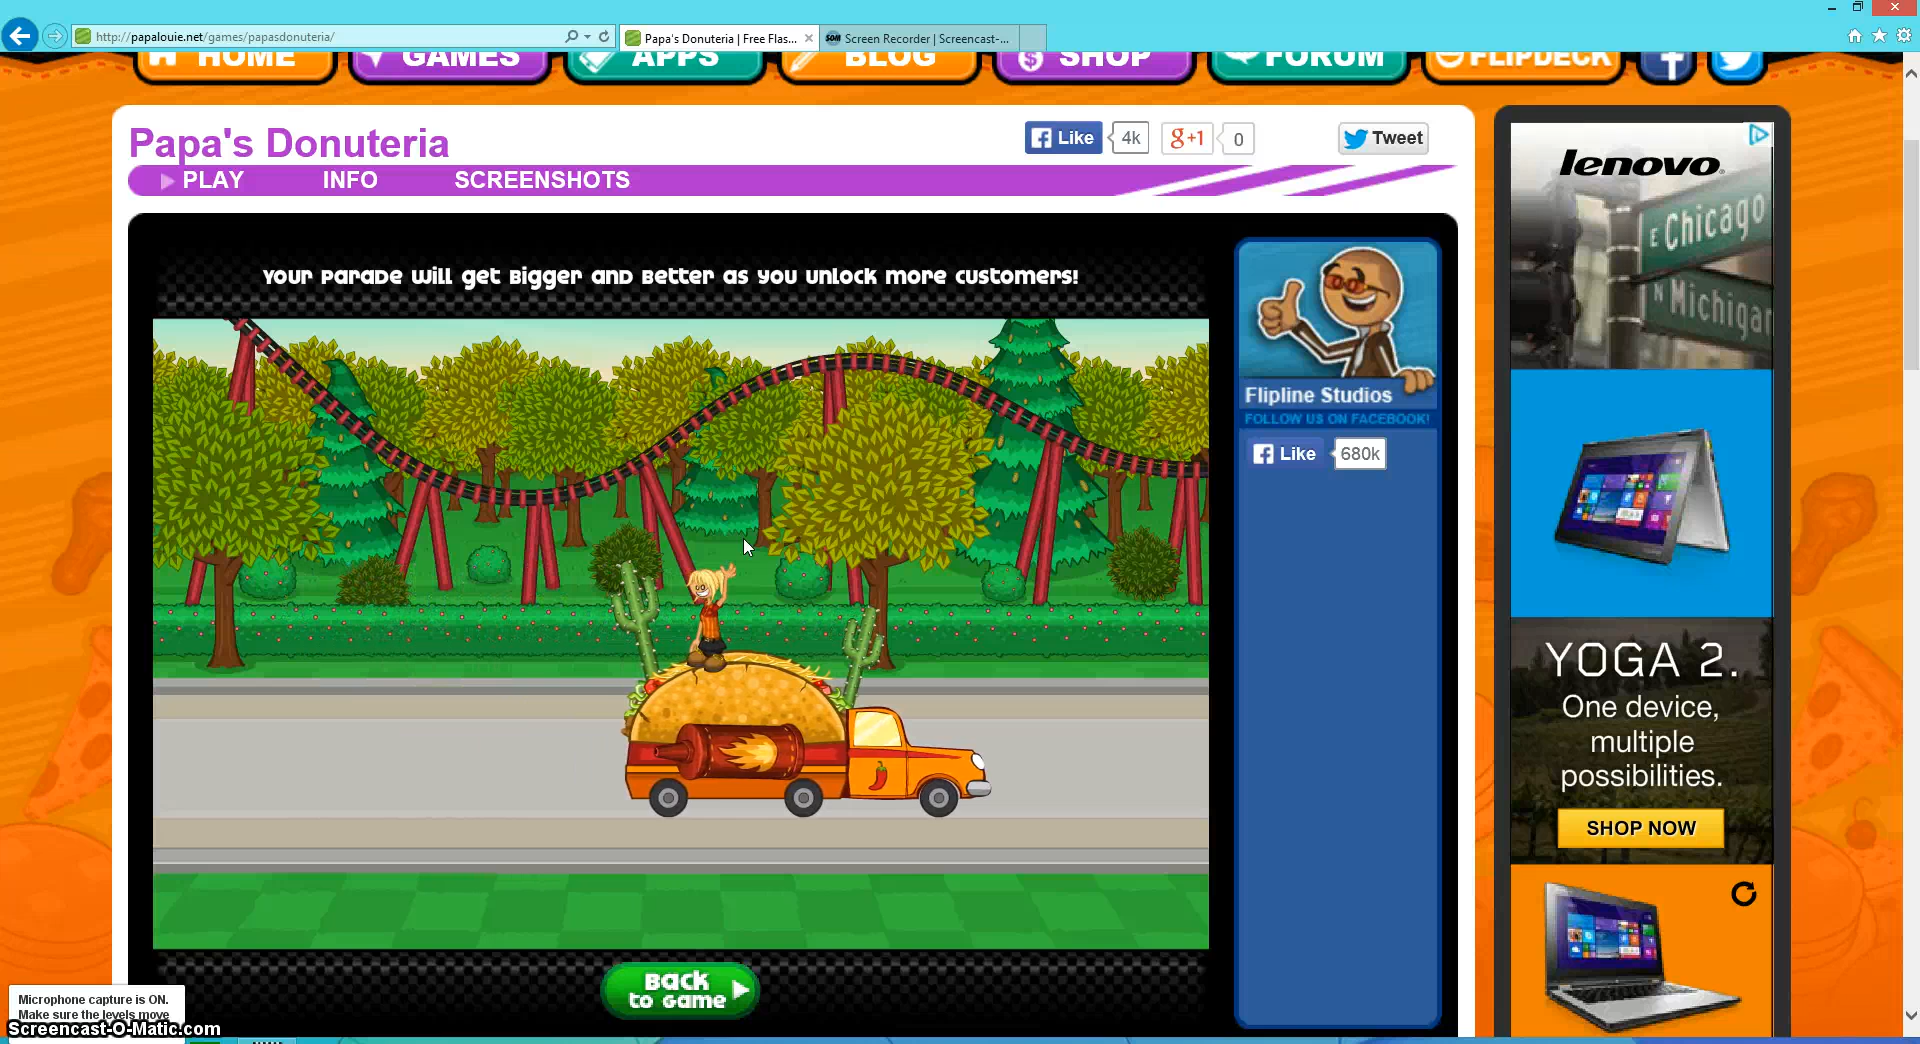 http://papalouie.net/games/papasdonuteria/
Papa's Donuteria | Free Flas...
SOM Screen Recorder | Screencast-...
HOME
GAMES
APPS
BLOG
SHOP
FORUM
FLIPDECK
Papa's Donuteria
Like 4k
g+1 0
Tweet
PLAY INFO SCREENSHOTS
Your Parade will get Bigger and Better as you unlock more customers!
Flipline Studios
FOLLOW US ON FACEBOOK!
Like 680k
lenovo
E Chicago
N Michigan
YOGA 2.
One device,
multiple
possibilities.
SHOP NOW
Back
to game
Microphone capture is ON.
Make sure the levels move
Screencast-O-Matic.com